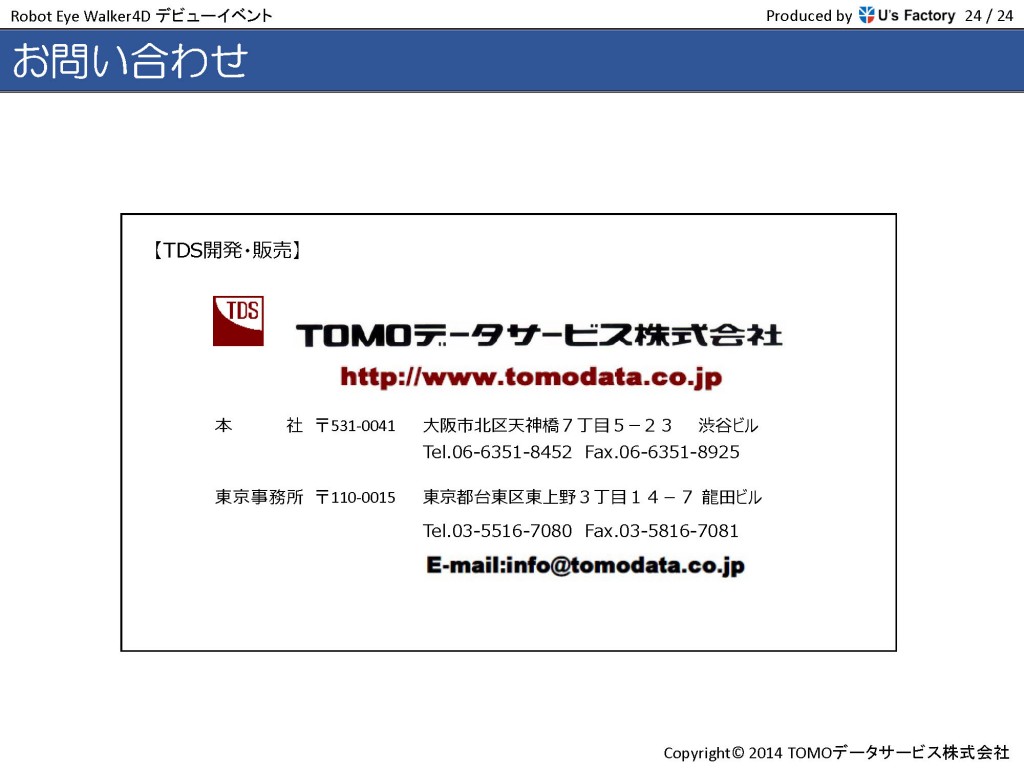 Robot Eye Walker4D デビューイベント
Produced by U's Factory 24 / 24
お問い合わせ
【TDS開発・販売】
TDS
TOMOデータサービス株式会社
http://www.tomodata.co.jp
本　　　社 〒531-0041 大阪市北区天神橋７丁目５－２３　渋谷ビル
Tel.06-6351-8452 Fax.06-6351-8925
東京事務所 〒110-0015 東京都台東区東上野３丁目１４－７ 龍田ビル
Tel.03-5516-7080 Fax.03-5816-7081
E-mail:info@tomodata.co.jp
Copyright© 2014 TOMOデータサービス株式会社